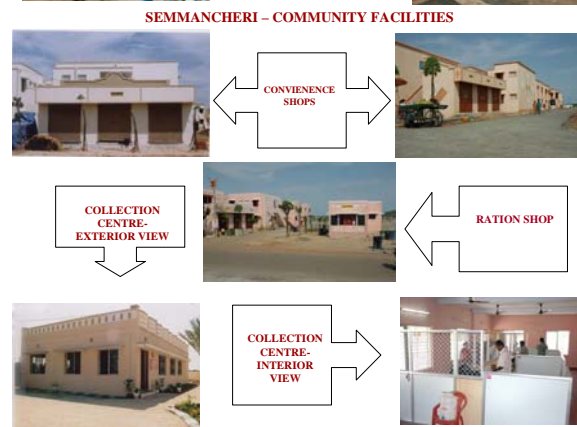 SEMMANCHERI – COMMUNITY FACILITIES
CONVIENENCE
SHOPS
COLLECTION
CENTRE-
EXTERIOR VIEW
RATION SHOP
COLLECTION
CENTRE-
INTERIOR
VIEW